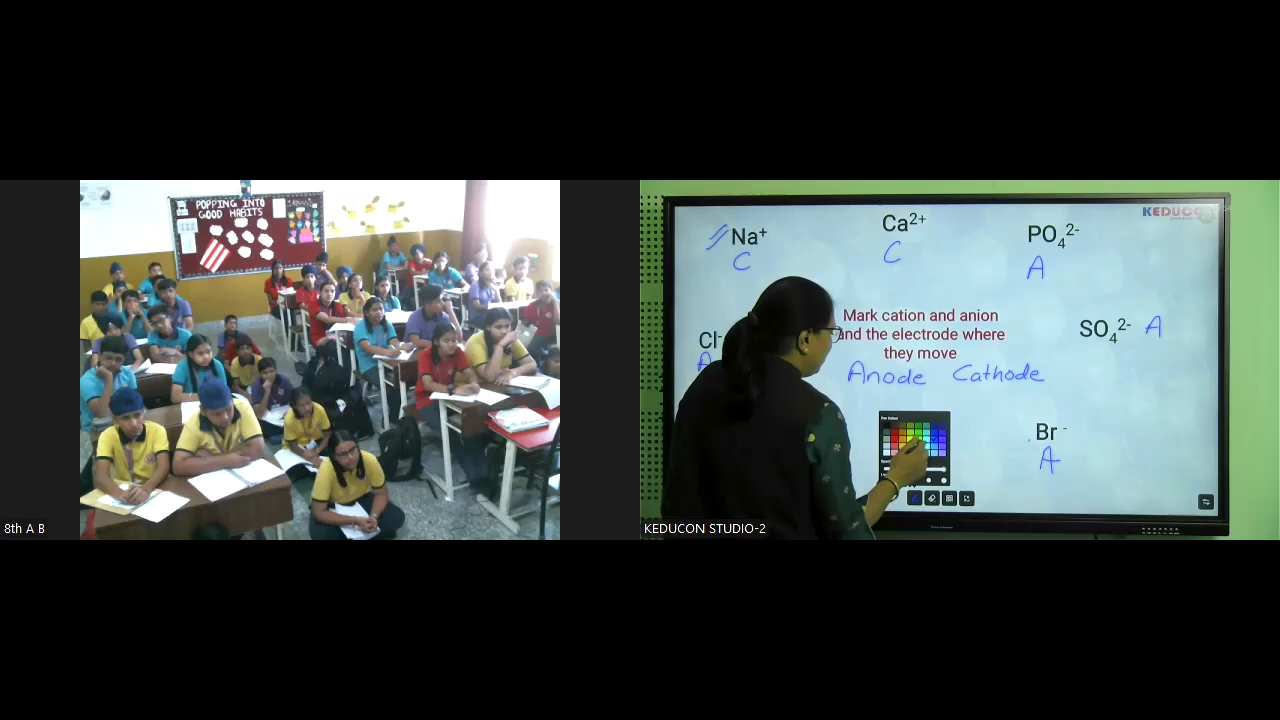 POPPING INTO
GOOD HABITS
8th A B
KEDUCON
Na⁺
C
Ca²⁺
C
PO₄²⁻
A
Cl⁻
A
Mark cation and anion
and the electrode where
they move
Anode Cathode
SO₄²⁻ A
Br⁻
A
KEDUCON STUDIO-2